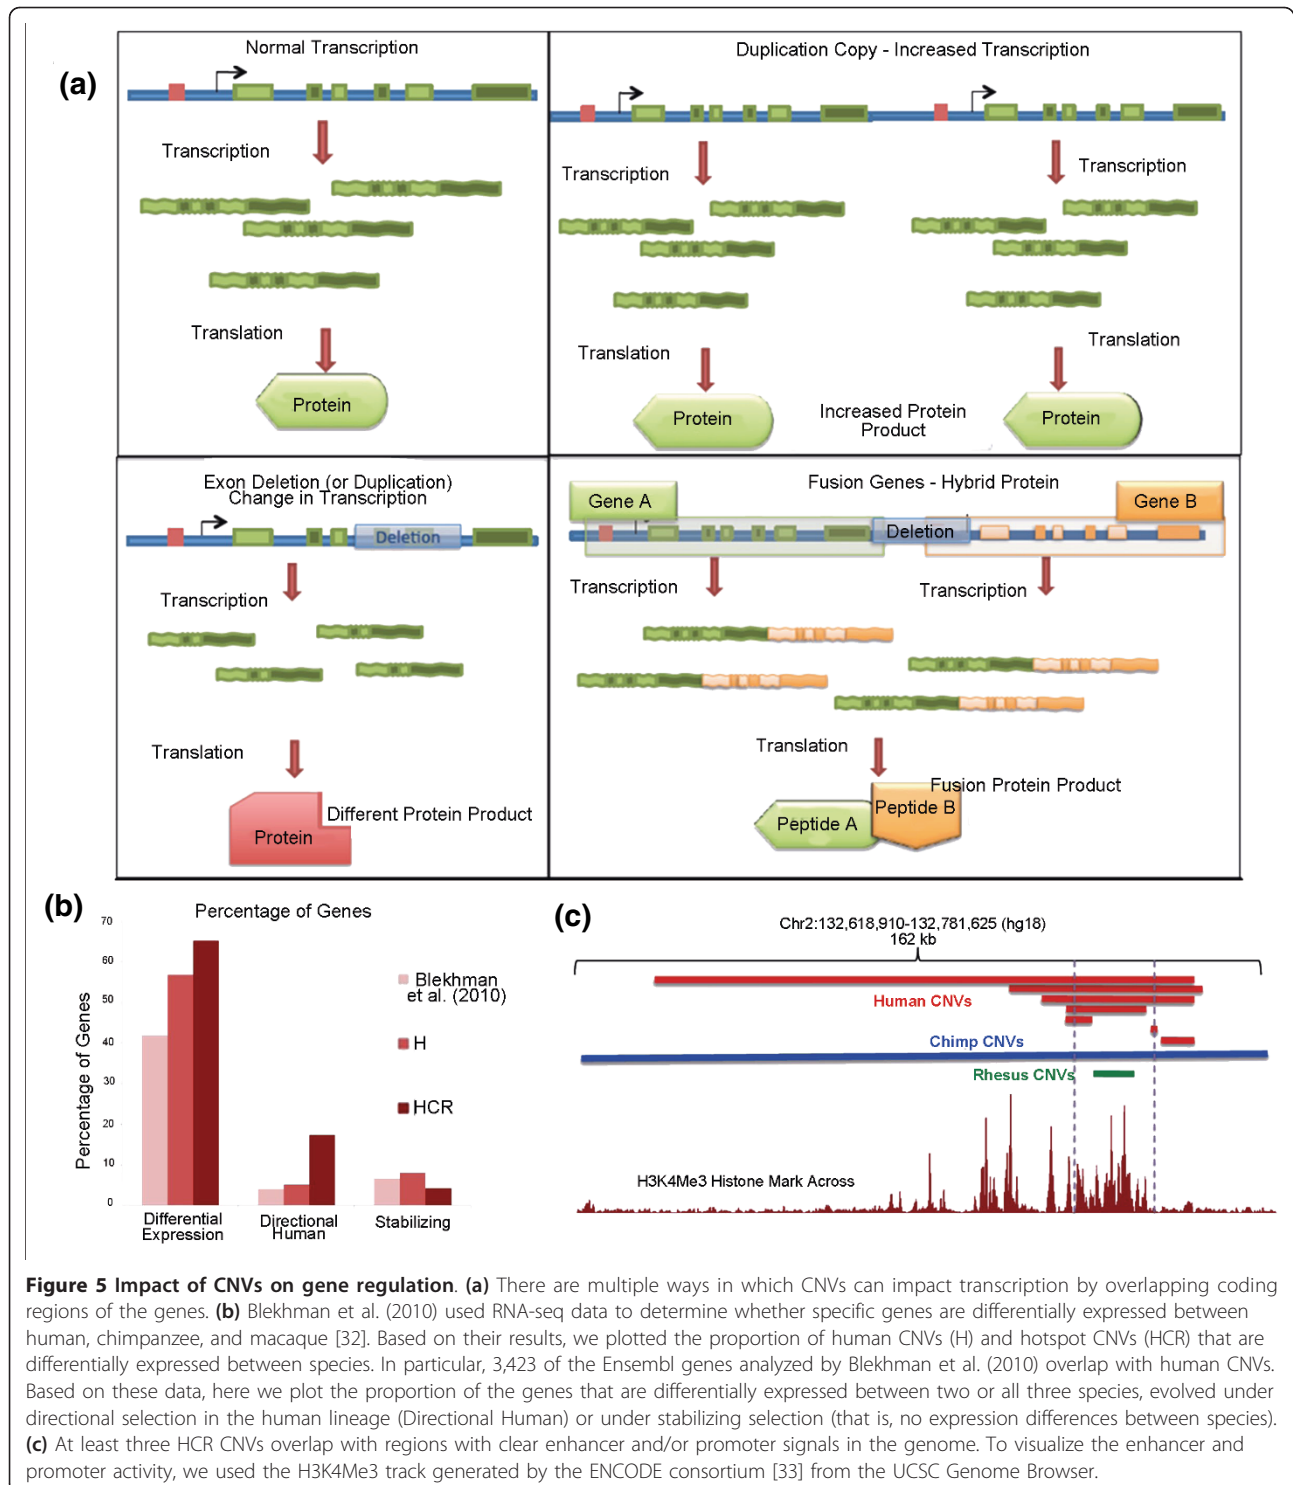 (a)
Normal Transcription
Transcription
Translation
Protein
Duplication Copy - Increased Transcription
Transcription
Transcription
Translation
Translation
Protein
Increased Protein
Product
Protein
Exon Deletion (or Duplication)
Change in Transcription
Deletion
Transcription
Translation
Protein
Different Protein Product
Fusion Genes - Hybrid Protein
Gene A
Gene B
Deletion
Transcription
Transcription
Translation
Fusion Protein Product
Peptide A
Peptide B
(b)
Percentage of Genes
Percentage of Genes
70
60
50
40
30
20
10
0
Differential
Expression
Directional
Human
Stabilizing
Blekhman
et al. (2010)
H
HCR
(c)
Chr2:132,618,910-132,781,625 (hg18)
162 kb
Human CNVs
Chimp CNVs
Rhesus CNVs
H3K4Me3 Histone Mark Across
Figure 5 Impact of CNVs on gene regulation. (a) There are multiple ways in which CNVs can impact transcription by overlapping coding
regions of the genes. (b) Blekhman et al. (2010) used RNA-seq data to determine whether specific genes are differentially expressed between
human, chimpanzee, and macaque [32]. Based on their results, we plotted the proportion of human CNVs (H) and hotspot CNVs (HCR) that are
differentially expressed between species. In particular, 3,423 of the Ensembl genes analyzed by Blekhman et al. (2010) overlap with human CNVs.
Based on these data, here we plot the proportion of the genes that are differentially expressed between two or all three species, evolved under
directional selection in the human lineage (Directional Human) or under stabilizing selection (that is, no expression differences between species).
(c) At least three HCR CNVs overlap with regions with clear enhancer and/or promoter signals in the genome. To visualize the enhancer and
promoter activity, we used the H3K4Me3 track generated by the ENCODE consortium [33] from the UCSC Genome Browser.